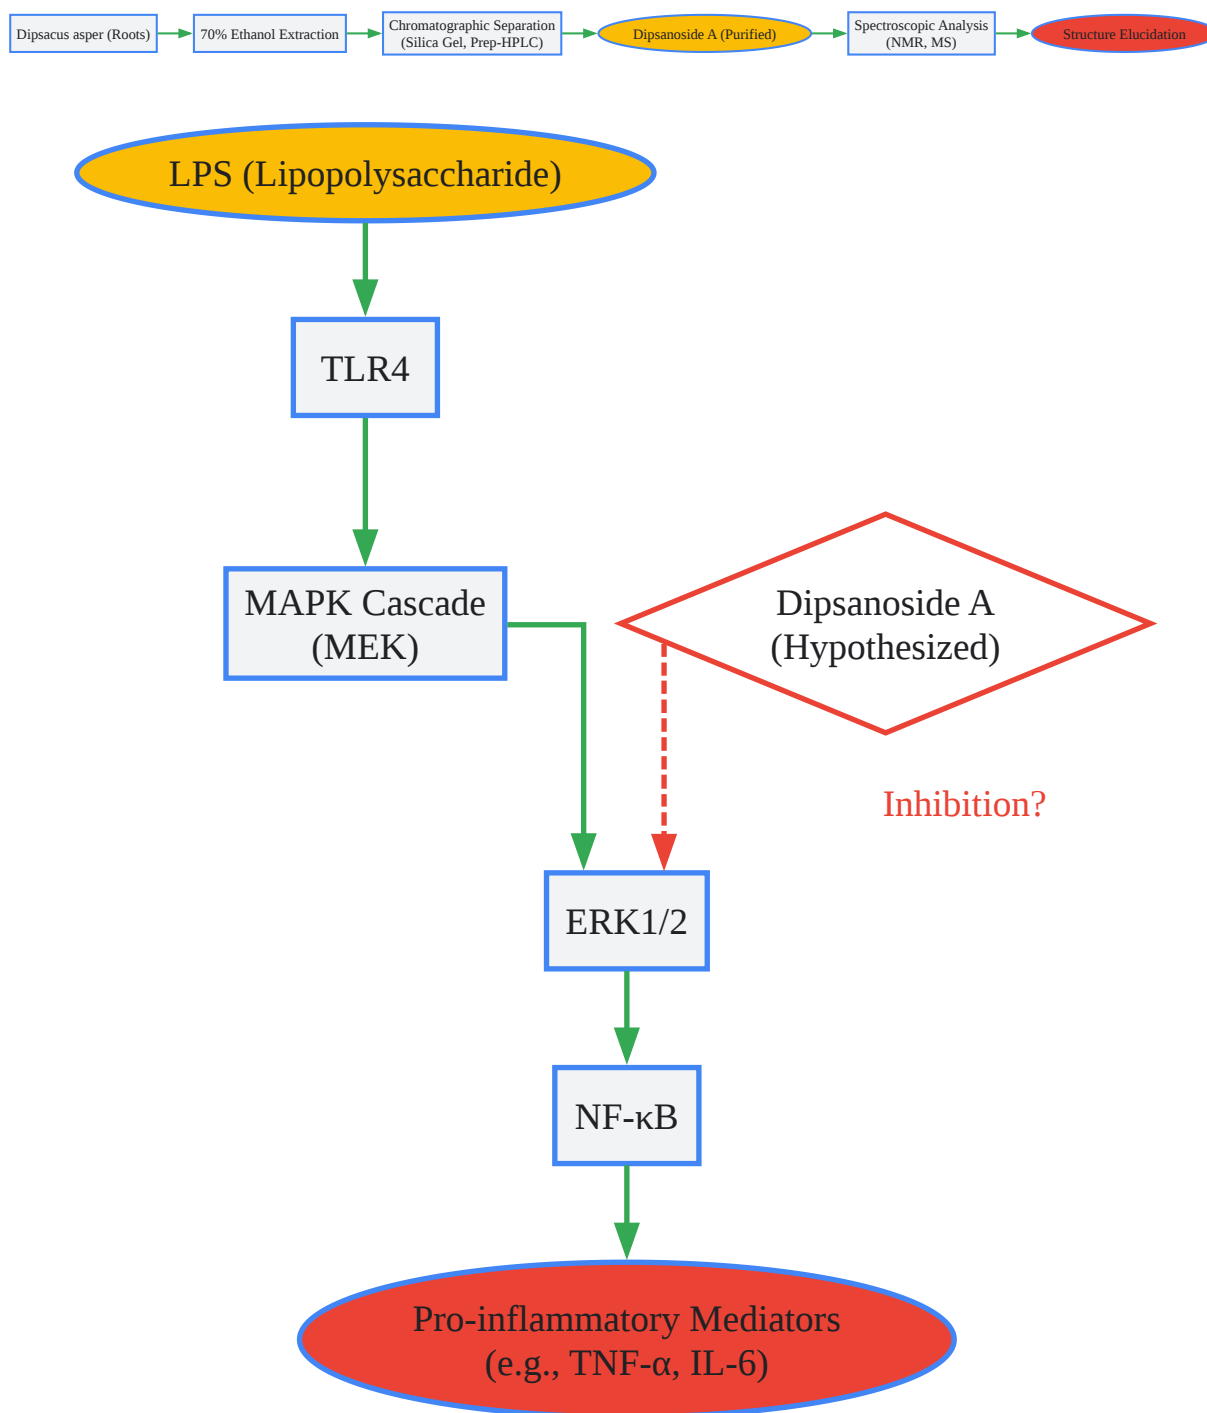 Dipsacus asper (Roots)
70% Ethanol Extraction
Chromatographic Separation
(Silica Gel, Prep-HPLC)
Dipsanoside A (Purified)
Spectroscopic Analysis
(NMR, MS)
Structure Elucidation
LPS (Lipopolysaccharide)
TLR4
MAPK Cascade
(MEK)
Dipsanoside A
(Hypothesized)
Inhibition?
ERK1/2
NF-κB
Pro-inflammatory Mediators
(e.g., TNF-α, IL-6)